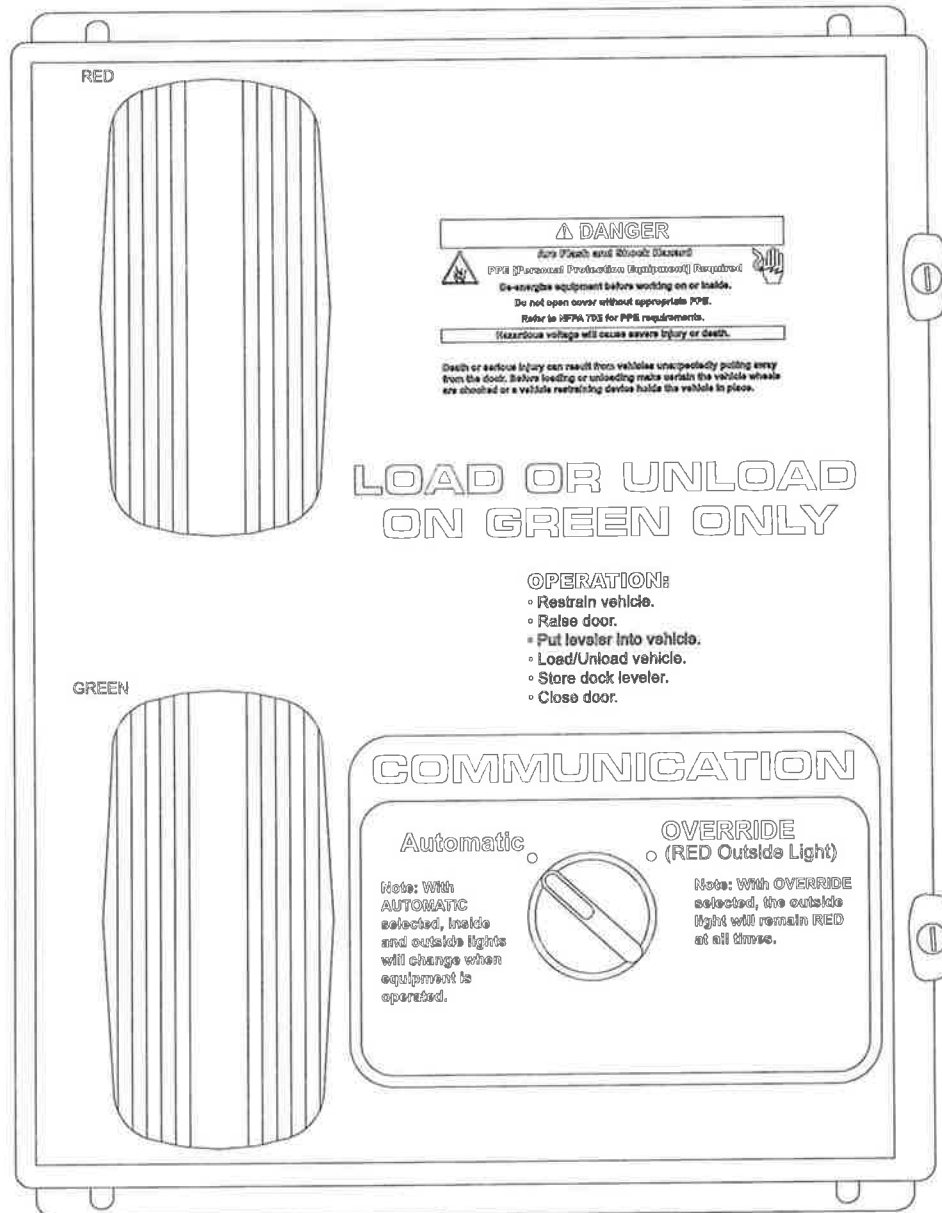 RED
⚠ DANGER
Arc Flash and Shock Hazard
PPE [Personal Protection Equipment] Required
De-energize equipment before working on or inside.
Do not open cover without appropriate PPE.
Refer to NFPA 70E for PPE requirements.
Hazardous voltage will cause severe injury or death.
Death or serious injury can result from vehicles unexpectedly pulling away
from the dock. Before loading or unloading make certain the vehicle wheels
are chocked or a vehicle restraining device holds the vehicle in place.
LOAD OR UNLOAD
ON GREEN ONLY
OPERATION:
◦ Restrain vehicle.
◦ Raise door.
◦ Put leveler into vehicle.
◦ Load/Unload vehicle.
◦ Store dock leveler.
◦ Close door.
GREEN
COMMUNICATION
Automatic
Note: With
AUTOMATIC
selected, inside
and outside lights
will change when
equipment is
operated.
OVERRIDE
(RED Outside Light)
Note: With OVERRIDE
selected, the outside
light will remain RED
at all times.